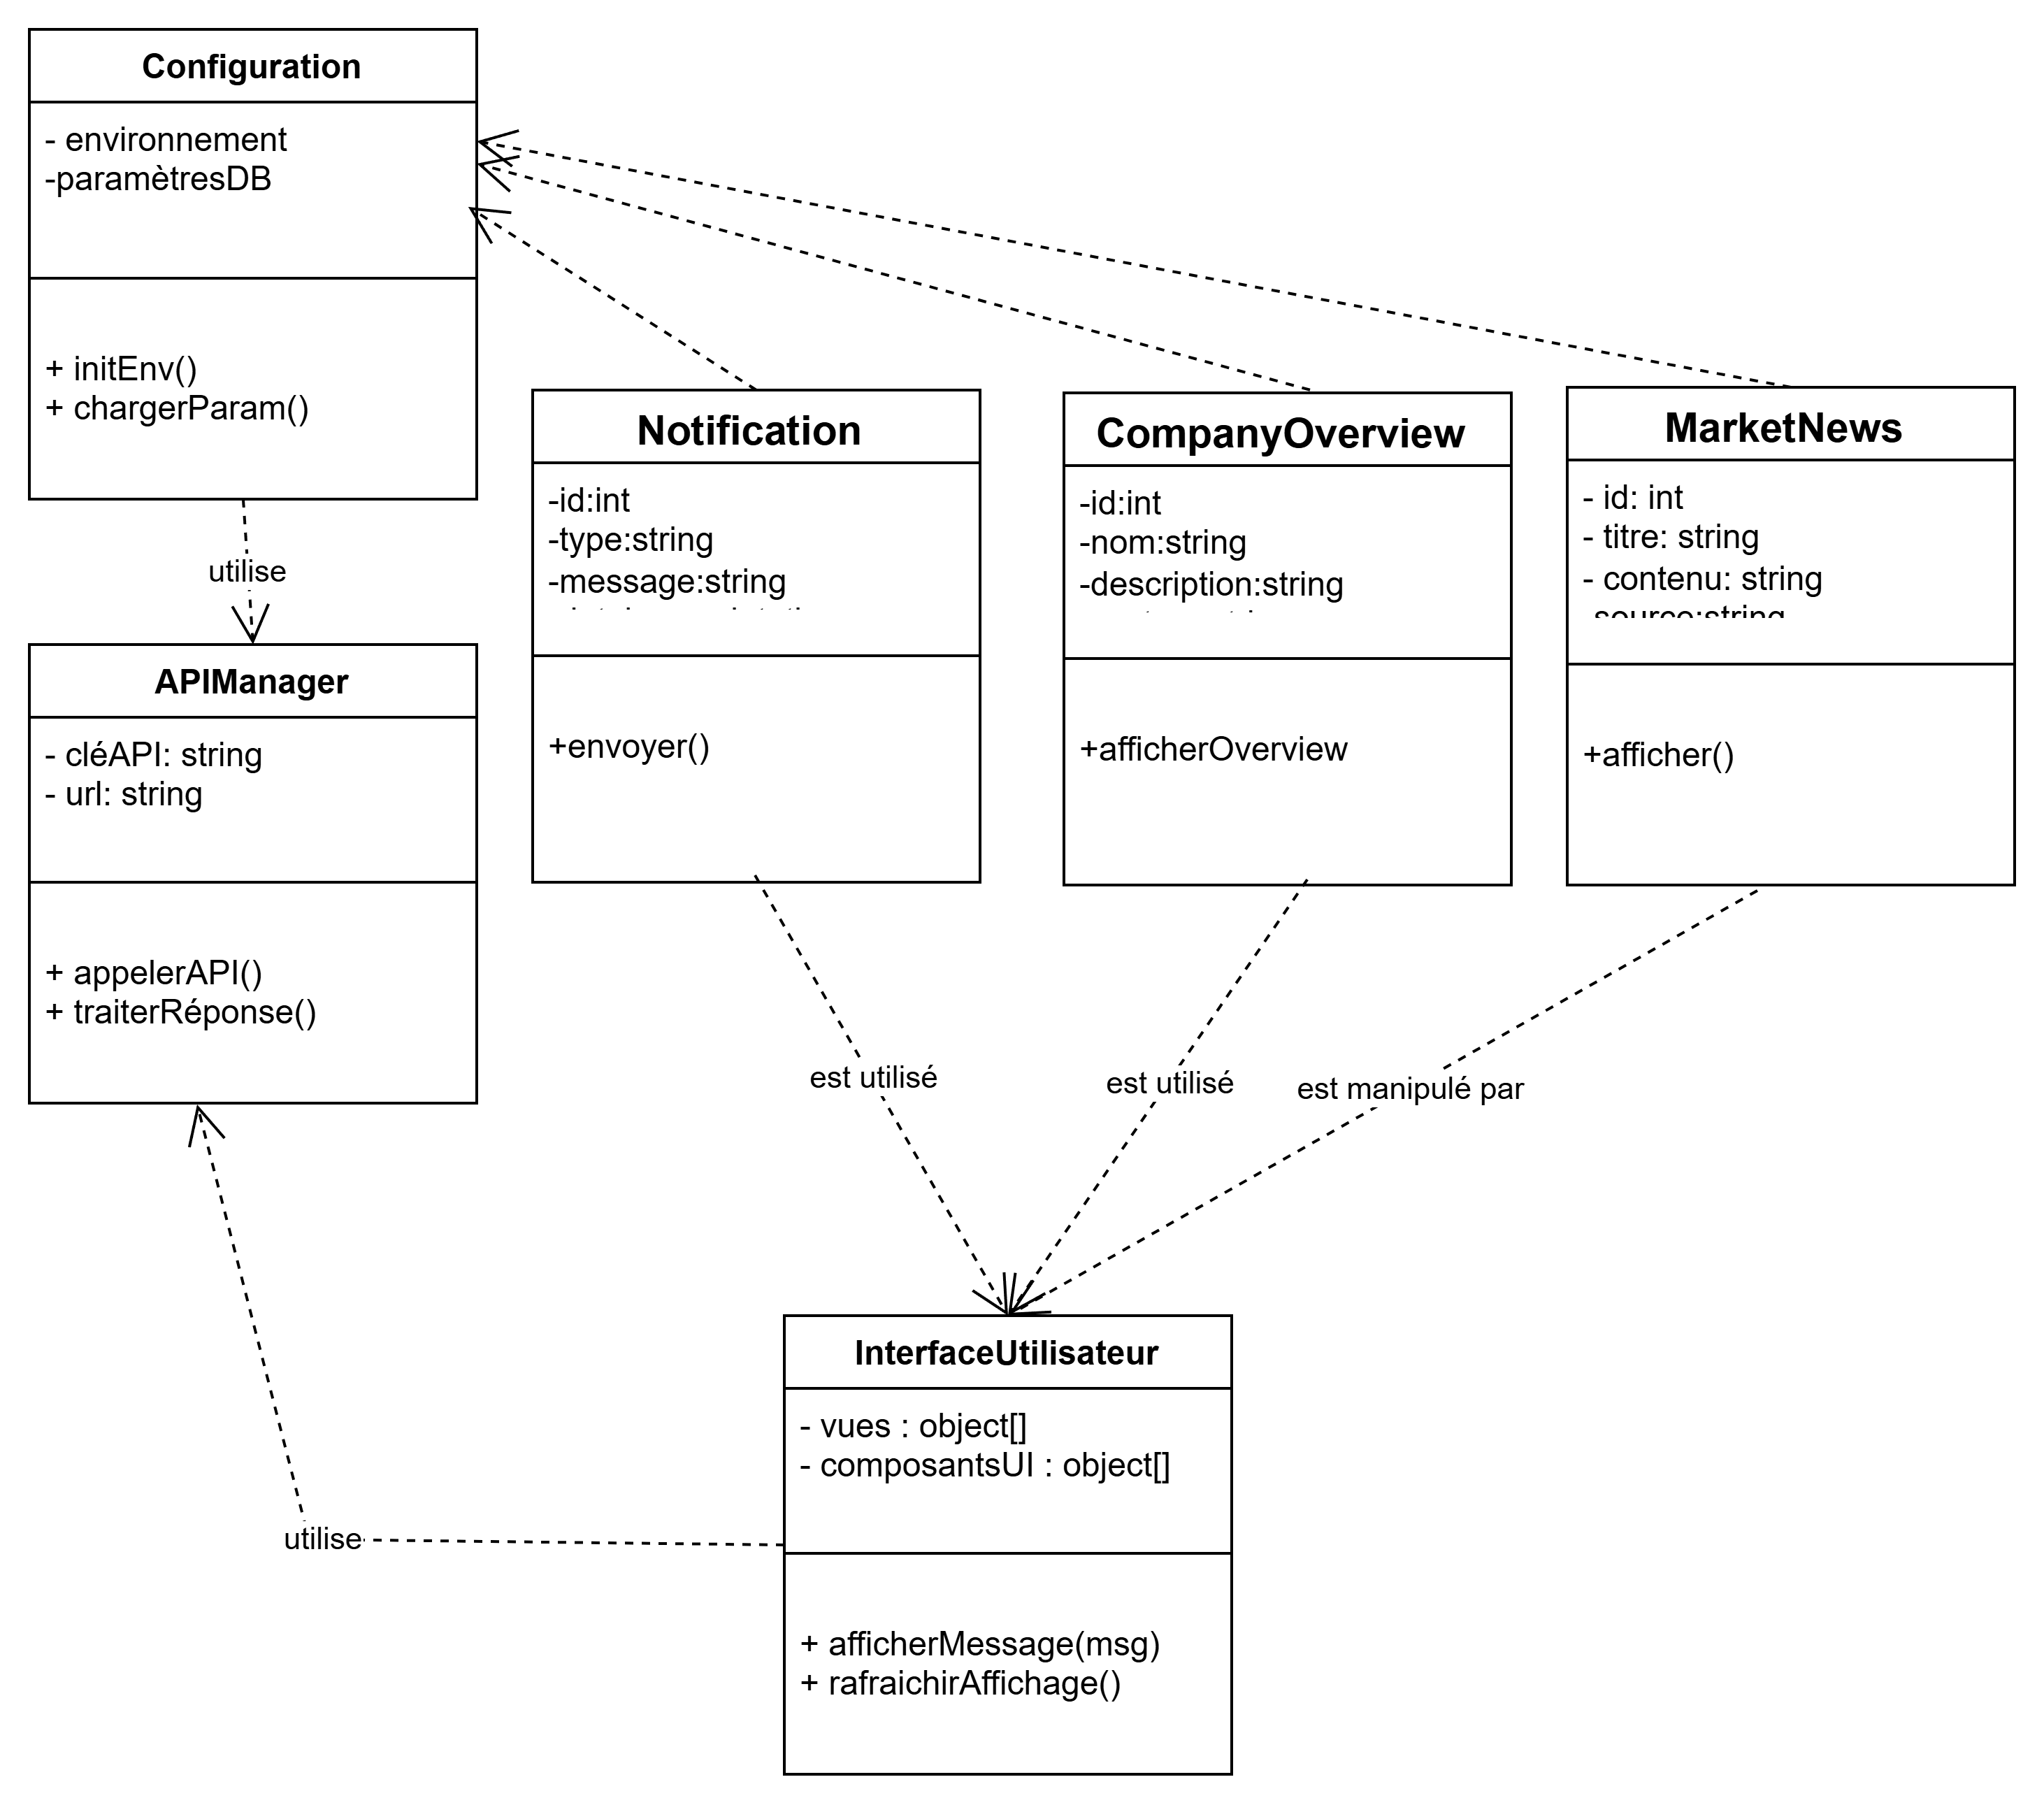 Configuration
- environnement
-paramètresDB
+ initEnv()
+ chargerParam()
utilise
Notification
-id:int
-type:string
-message:string
+envoyer()
CompanyOverview
-id:int
-nom:string
-description:string
+afficherOverview
MarketNews
- id: int
- titre: string
- contenu: string
source:string
+afficher()
APIManager
- cléAPI: string
- url: string
+ appelerAPI()
+ traiterRéponse()
est utilisé
est utilisé
est manipulé par
InterfaceUtilisateur
- vues : object[]
- composantsUI : object[]
+ afficherMessage(msg)
+ rafraichirAffichage()
utilise